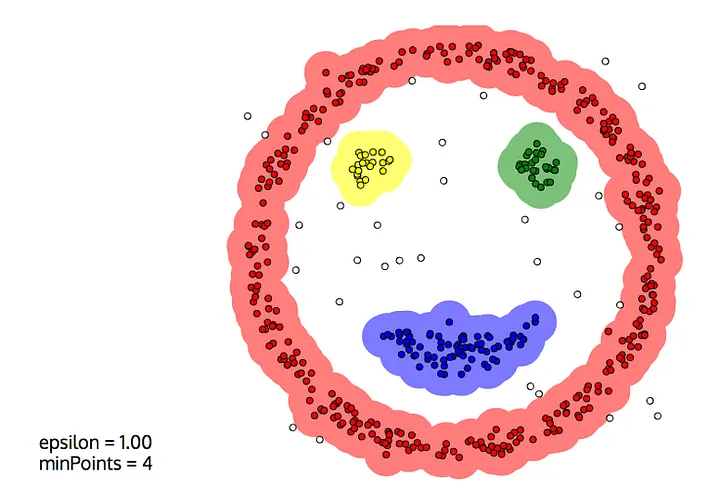 epsilon = 1.00
minPoints = 4